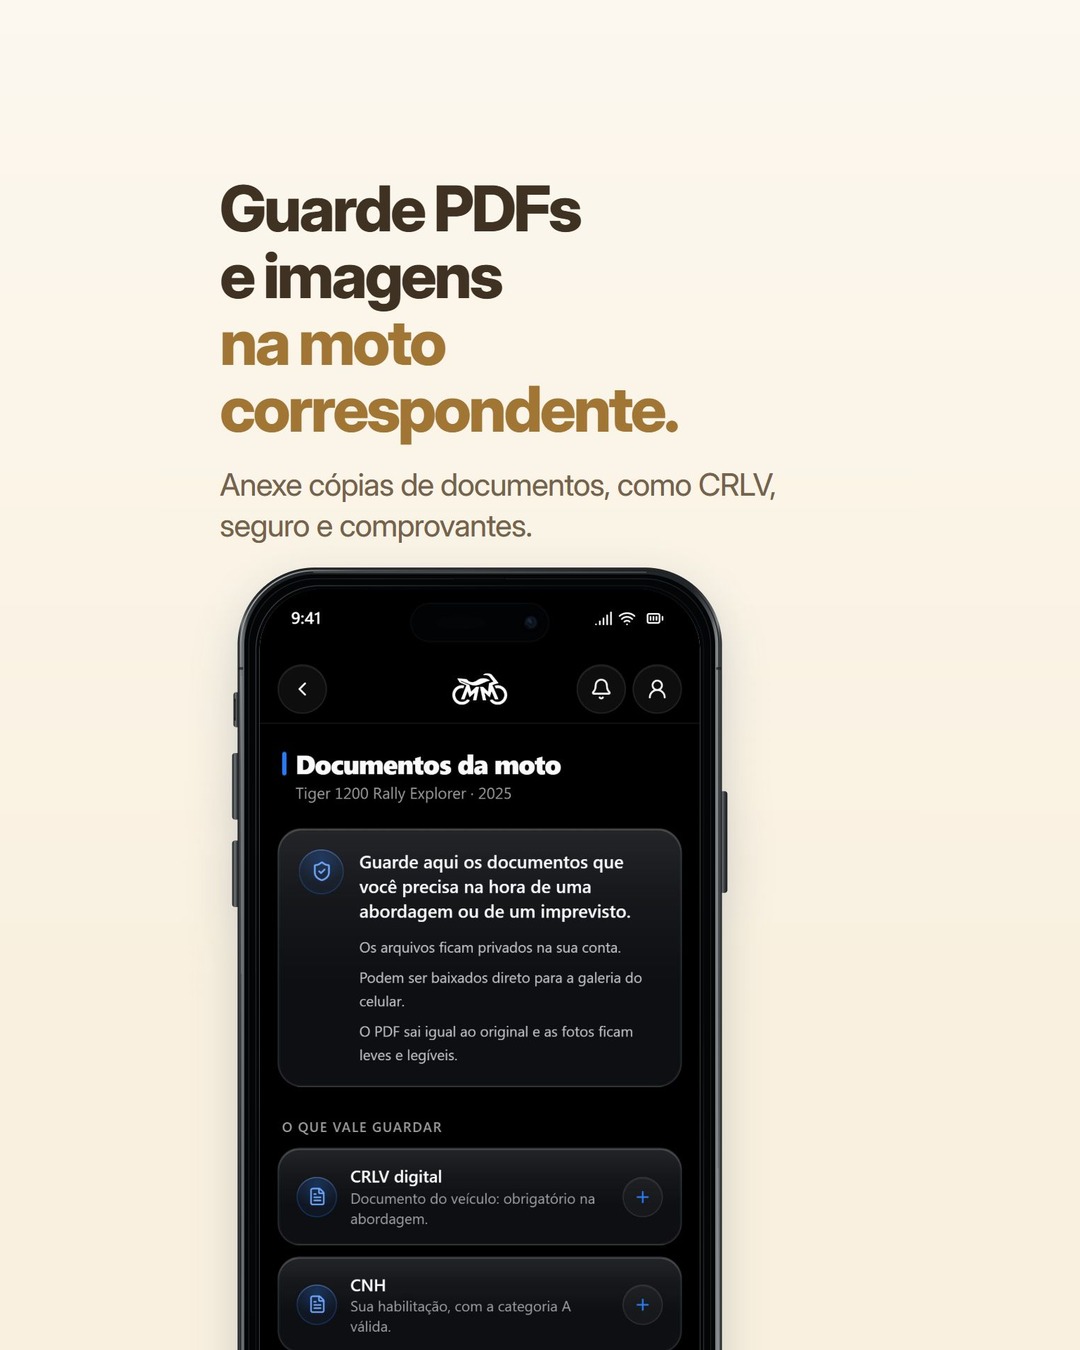 Guarde PDFs
e imagens
na moto
correspondente.
Anexe cópias de documentos, como CRLV,
seguro e comprovantes.
9:41
MM
Documentos da moto
Tiger 1200 Rally Explorer · 2025
Guarde aqui os documentos que
você precisa na hora de uma
abordagem ou de um imprevisto.
Os arquivos ficam privados na sua conta.
Podem ser baixados direto para a galeria do
celular.
O PDF sai igual ao original e as fotos ficam
leves e legíveis.
O QUE VALE GUARDAR
CRLV digital
Documento do veículo: obrigatório na
abordagem.
CNH
Sua habilitação, com a categoria A
válida.